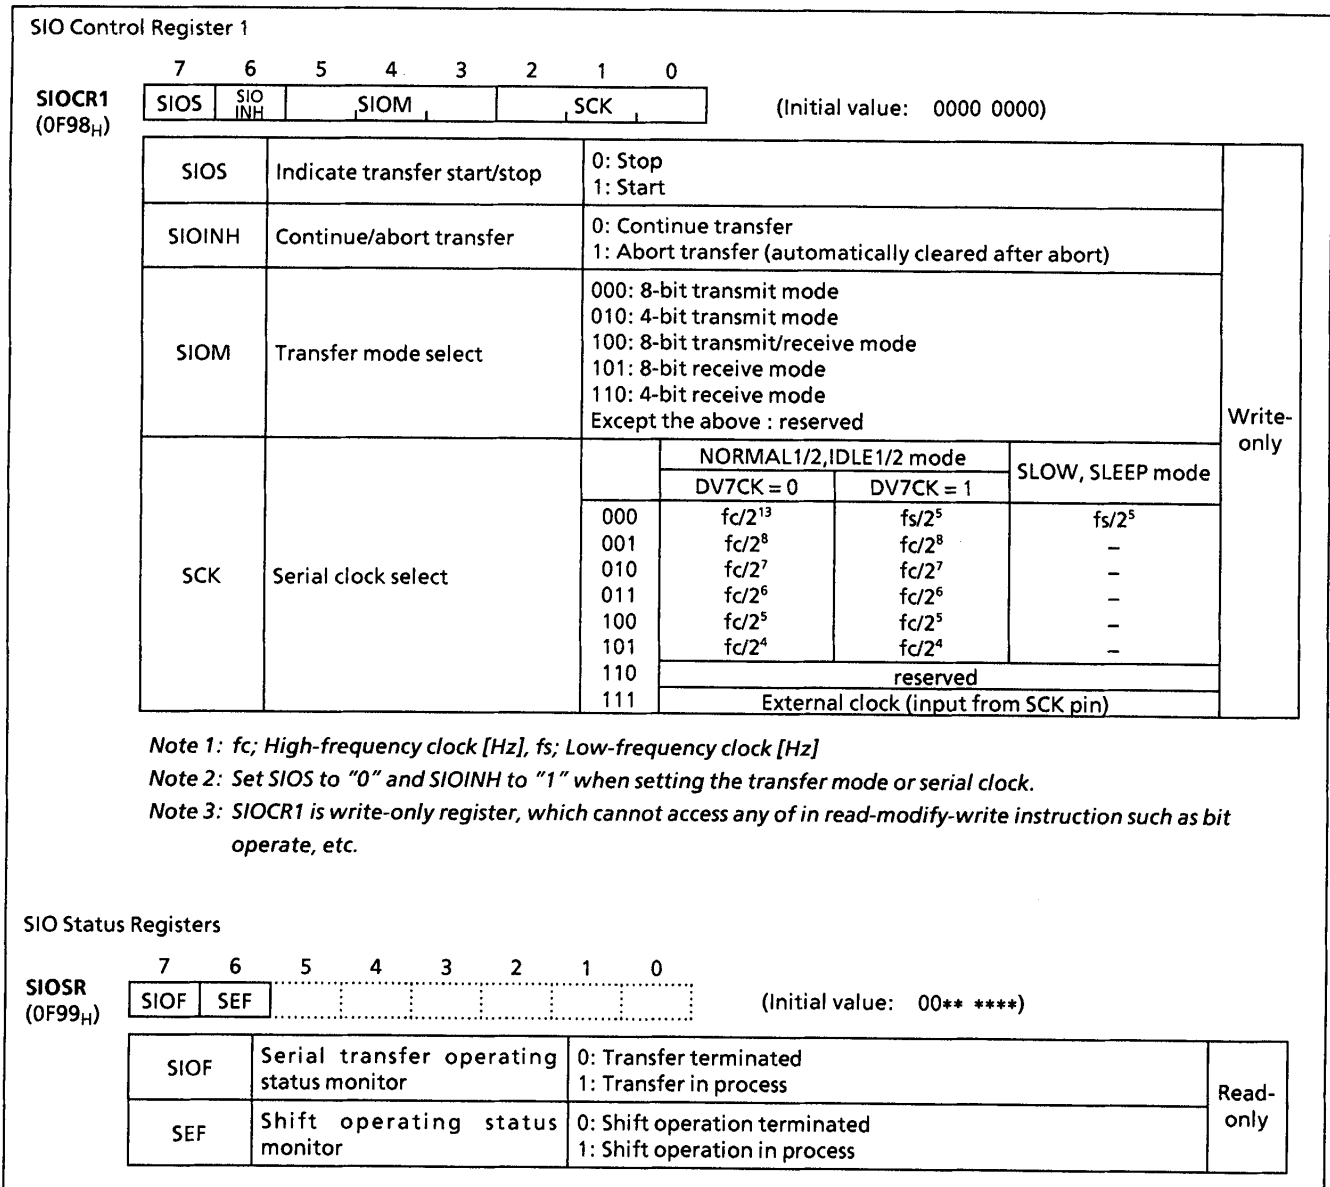 SIO Control Register 1
7 6 5 4 3 2 1 0
SIOCR1 SIOS SIO INH SIOM SCK (Initial value: 0000 0000)
(0F98H)
SIOS Indicate transfer start/stop 0: Stop
1: Start
SIOINH Continue/abort transfer 0: Continue transfer
1: Abort transfer (automatically cleared after abort)
SIOM Transfer mode select 000: 8-bit transmit mode
010: 4-bit transmit mode
100: 8-bit transmit/receive mode
101: 8-bit receive mode
110: 4-bit receive mode
Except the above : reserved
Write-only
SCK Serial clock select
NORMAL1/2,IDLE1/2 mode SLOW, SLEEP mode
DV7CK = 0 DV7CK = 1
000 fc/2¹³ fs/2⁵ fs/2⁵
001 fc/2⁸ fc/2⁸ –
010 fc/2⁷ fc/2⁷ –
011 fc/2⁶ fc/2⁶ –
100 fc/2⁵ fc/2⁵ –
101 fc/2⁴ fc/2⁴ –
110 reserved
111 External clock (input from SCK pin)
Note 1: fc; High-frequency clock [Hz], fs; Low-frequency clock [Hz]
Note 2: Set SIOS to "0" and SIOINH to "1" when setting the transfer mode or serial clock.
Note 3: SIOCR1 is write-only register, which cannot access any of in read-modify-write instruction such as bit
operate, etc.
SIO Status Registers
7 6 5 4 3 2 1 0
SIOSR SIOF SEF (Initial value: 00** ****)
(0F99H)
SIOF Serial transfer operating status monitor 0: Transfer terminated
1: Transfer in process
SEF Shift operating status monitor 0: Shift operation terminated
1: Shift operation in process
Read-only